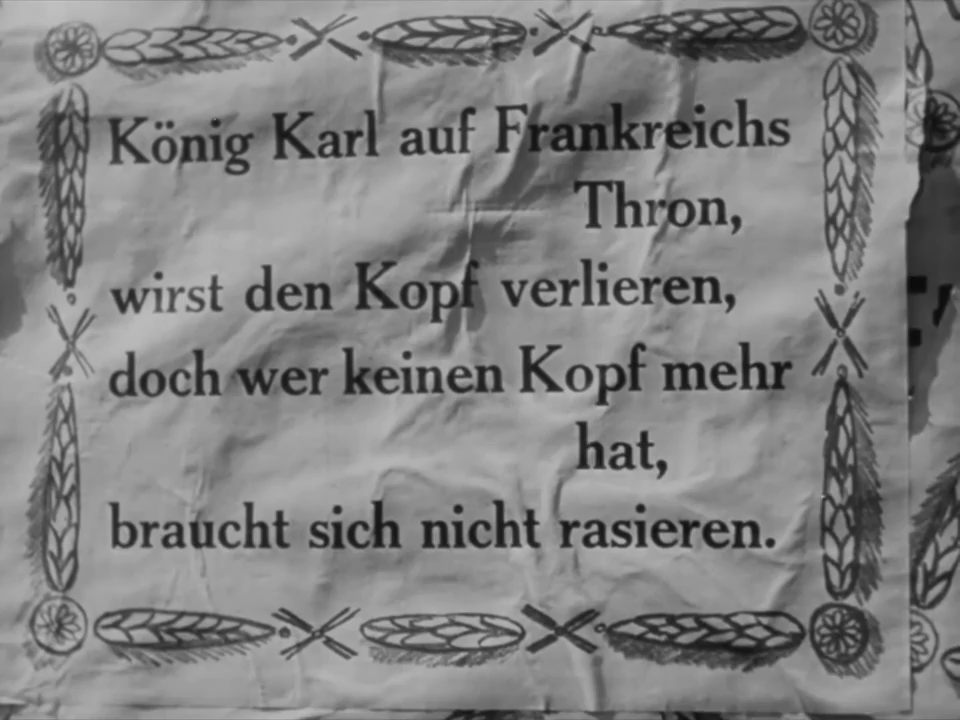 König Karl auf Frankreichs
Thron,
wirst den Kopf verlieren,
doch wer keinen Kopf mehr
hat,
braucht sich nicht rasieren.